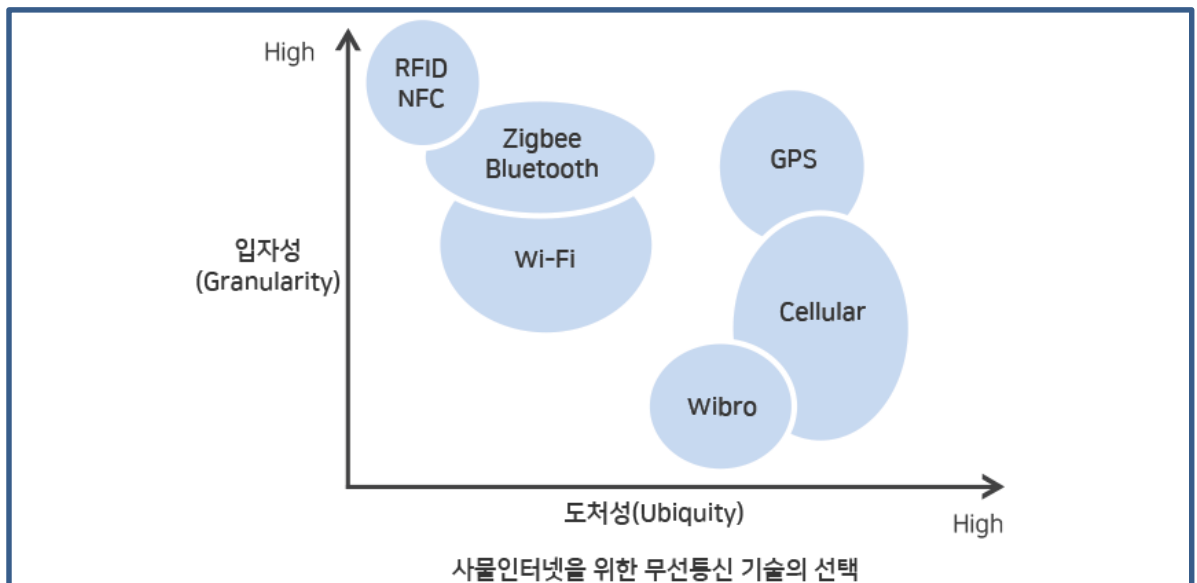 High
RFID
NFC
Zigbee
Bluetooth
GPS
입자성
(Granularity)
Wi-Fi
Cellular
Wibro
도처성(Ubiquity)
High
사물인터넷을 위한 무선통신 기술의 선택